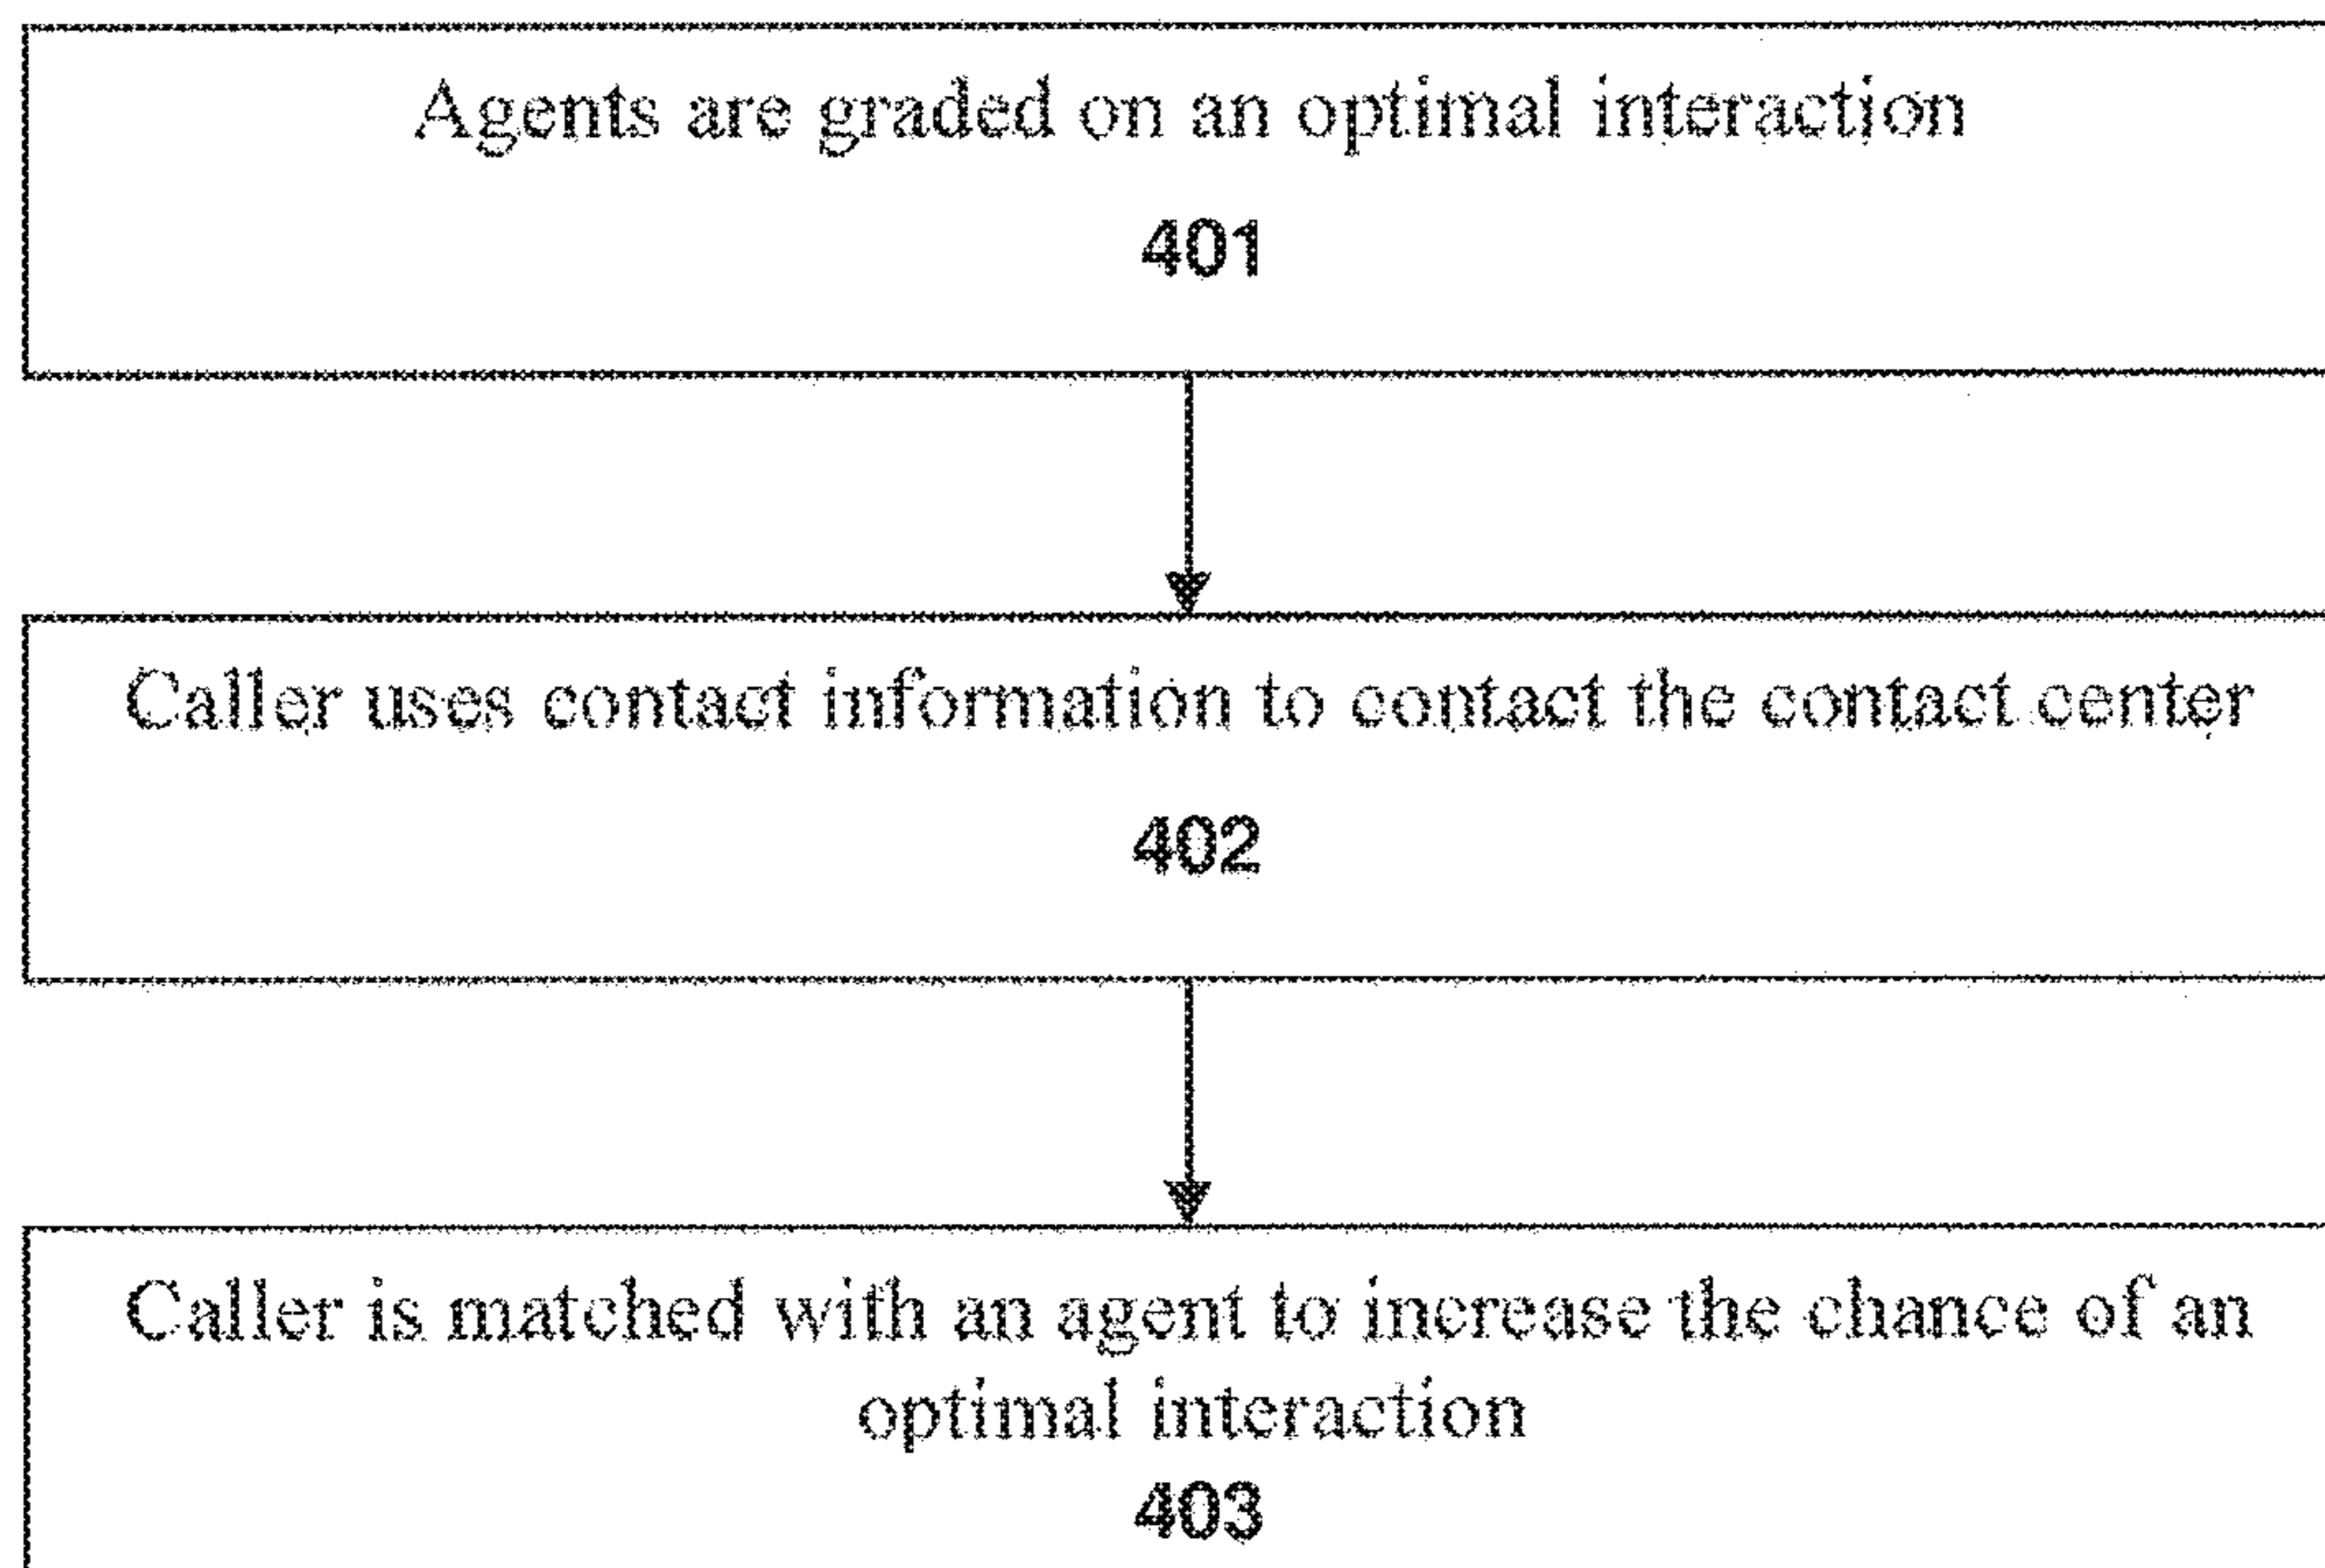 Agents are graded on an optimal interaction
401
Caller uses contact information to contact the contact center
402
Caller is matched with an agent to increase the chance of an
optimal interaction
403